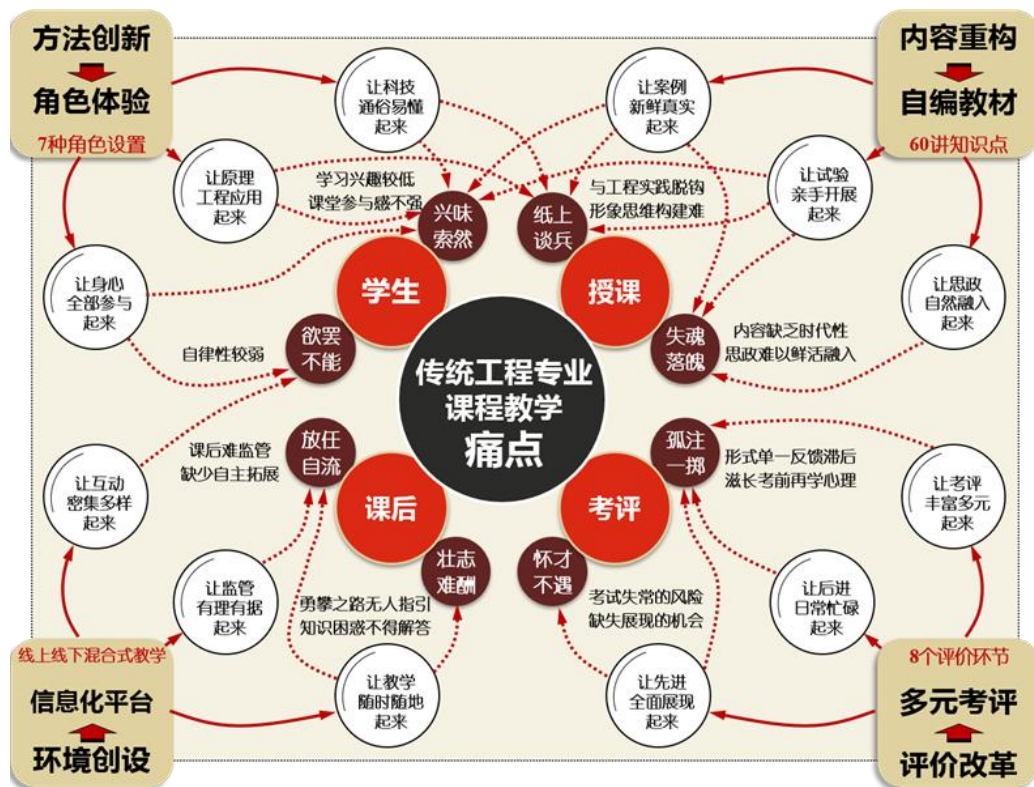 方法创新
角色体验
7种角色设置
内容重构
自编教材
60讲知识点
让科技
通俗易懂
起来
让案例
新鲜真实
起来
让原理
工程应用
起来
学习兴趣较低
课堂参与感不强
兴味
索然
纸上
谈兵
与工程实践脱钩
形象思维构建难
让试验
亲手开展
起来
让身心
全部参与
起来
学生
授课
让思政
自然融入
起来
自律性较弱
欲罢
不能
失魂
落魄
内容缺乏时代性
思政难以鲜活融入
传统工程专业
课程教学
痛点
课后难监管
缺少自主拓展
放任
自流
孤注
一掷
形式单一反馈滞后
滋长考前再学心理
让互动
密集多样
起来
让考评
丰富多元
起来
课后
考评
让监管
有理有据
起来
壮志
难酬
怀才
不遇
让后进
日常忙碌
起来
勇攀之路无人指引
知识困惑不得解答
考试失常的风险
缺失展现的机会
线上线下混合式教学
信息化平台
环境创设
让教学
随时随地
起来
让先进
全面展现
起来
8个评价环节
多元考评
评价改革